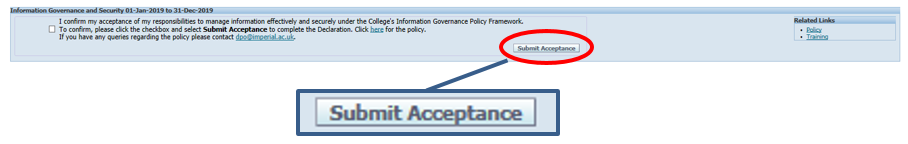 Information Governance and Security 01-Jan-2019 to 31-Dec-2019
I confirm my acceptance of my responsibilities to manage information effectively and securely under the College's Information Governance Policy Framework.
To confirm, please click the checkbox and select Submit Acceptance to complete the Declaration. Click here for the policy.
If you have any queries regarding the policy please contact dpo@imperial.ac.uk.
Submit Acceptance
Related Links
• Policy
• Training
Submit Acceptance